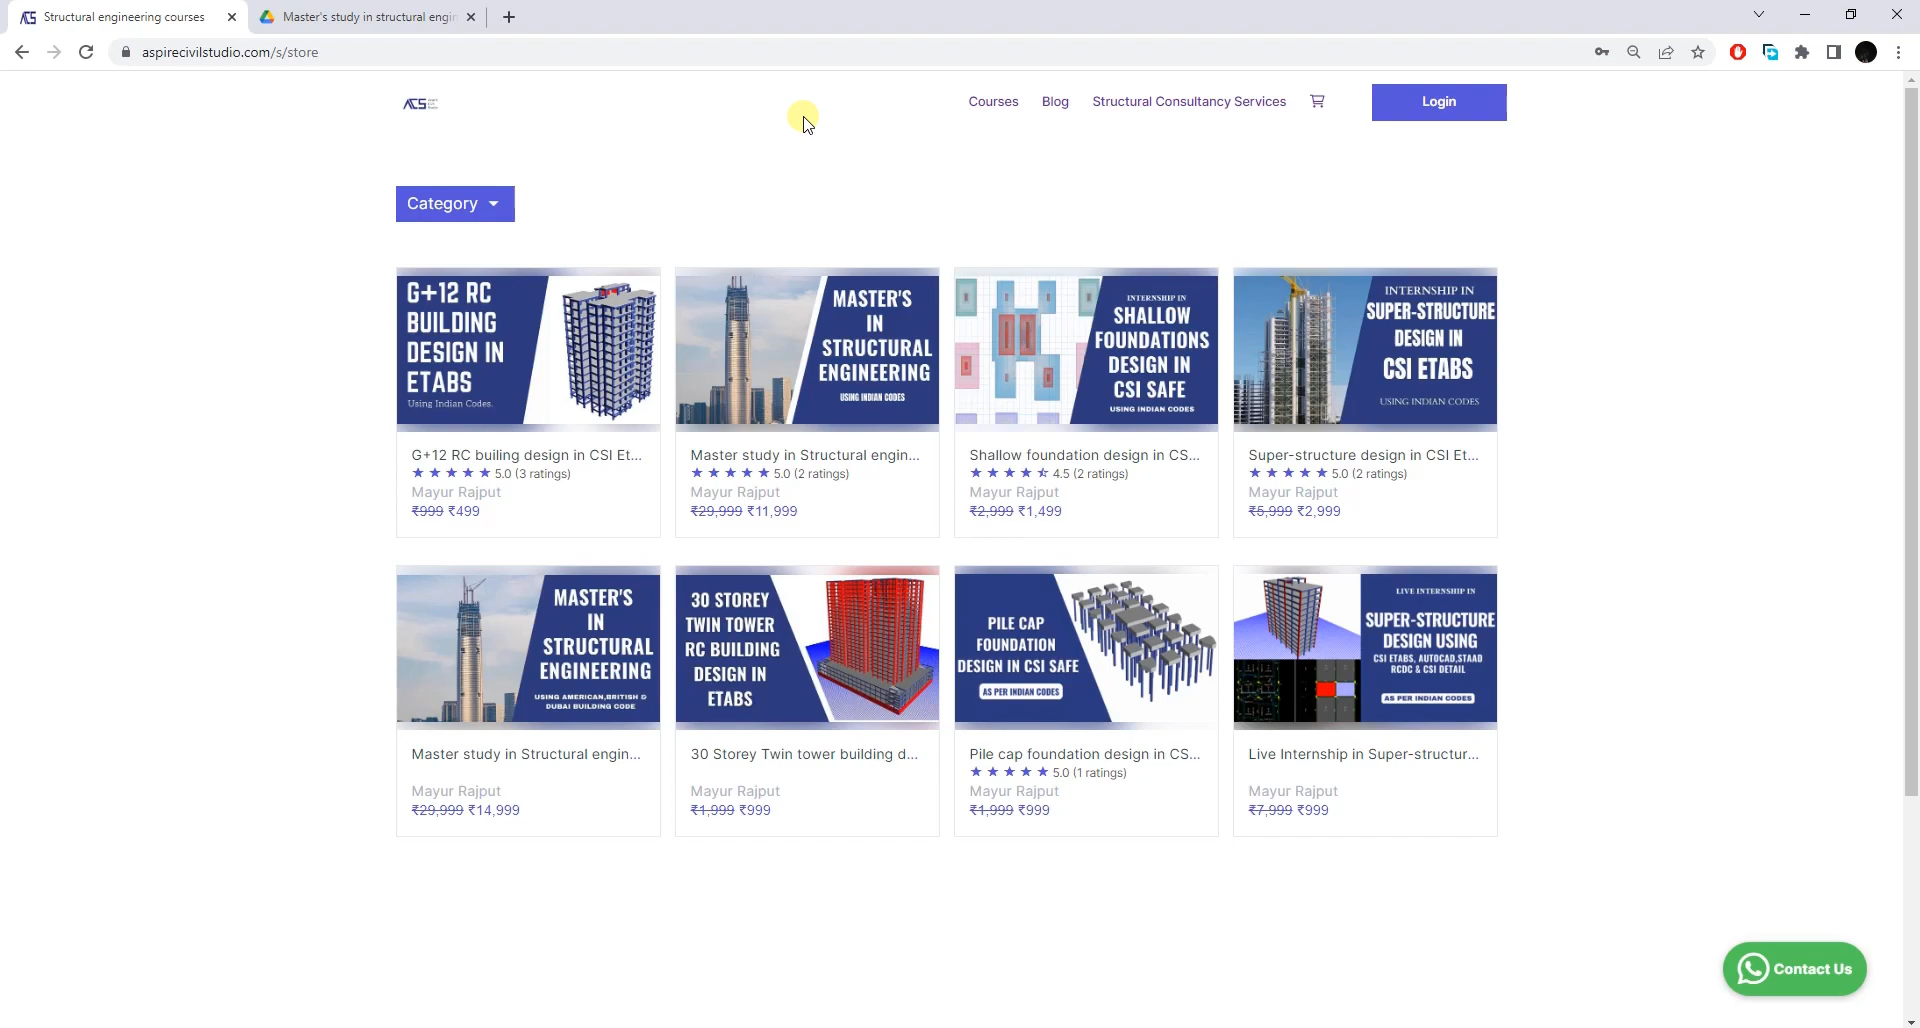 Structural engineering courses
Master's study in structural engin
aspirecivilstudio.com/s/store
ACS
Courses
Blog
Structural Consultancy Services
Login
Category
G+12 RC
BUILDING
DESIGN IN
ETABS
Using Indian Codes.
MASTER'S
IN
STRUCTURAL
ENGINEERING
USING INDIAN CODES
INTERNSHIP IN
SHALLOW
FOUNDATIONS
DESIGN IN
CSI SAFE
USING INDIAN CODES
INTERNSHIP IN
SUPER-STRUCTURE
DESIGN IN
CSI ETABS
USING INDIAN CODES
G+12 RC builing design in CSI Et...
5.0 (3 ratings)
Mayur Rajput
₹999 ₹499
Master study in Structural engin...
5.0 (2 ratings)
Mayur Rajput
₹29,999 ₹11,999
Shallow foundation design in CS...
4.5 (2 ratings)
Mayur Rajput
₹2,999 ₹1,499
Super-structure design in CSI Et...
5.0 (2 ratings)
Mayur Rajput
₹5,999 ₹2,999
MASTER'S
IN
STRUCTURAL
ENGINEERING
USING AMERICAN,BRITISH &
DUBAI BUILDING CODE
30 STOREY
TWIN TOWER
RC BUILDING
DESIGN IN
ETABS
PILE CAP
FOUNDATION
DESIGN IN CSI SAFE
AS PER INDIAN CODES
LIVE INTERNSHIP IN
SUPER-STRUCTURE
DESIGN USING
CSI ETABS, AUTOCAD,STAAD
RCDC & CSI DETAIL
AS PER INDIAN CODES
Master study in Structural engin...
Mayur Rajput
₹29,999 ₹14,999
30 Storey Twin tower building d...
Mayur Rajput
₹1,999 ₹999
Pile cap foundation design in CS...
5.0 (1 ratings)
Mayur Rajput
₹1,999 ₹999
Live Internship in Super-structur...
Mayur Rajput
₹7,999 ₹999
Contact Us